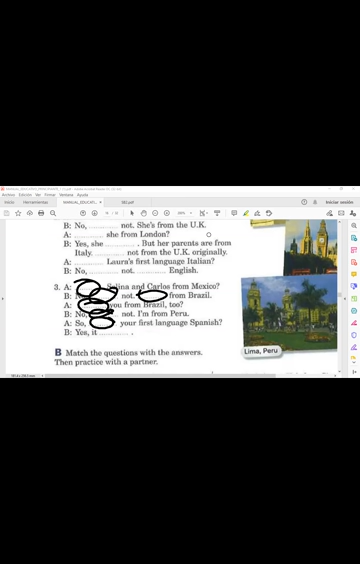 Archivo Edición Ver Firmar Ventana Ayuda
Inicio Herramientas
Iniciar sesión
B: No, ............ not. She's from the U.K.
A: ............ she from London?
B: Yes, she ............ . But her parents are from
Italy. ............ not from the U.K. originally.
A: ............ Laura's first language Italian?
B: No, ............ not. ............ English.
3. A: Selina and Carlos from Mexico?
B: not. from Brazil.
A: you from Brazil, too?
B: No, not. I'm from Peru.
A: So, your first language Spanish?
B: Yes, it ............ .
B Match the questions with the answers.
Then practice with a partner.
Lima, Peru